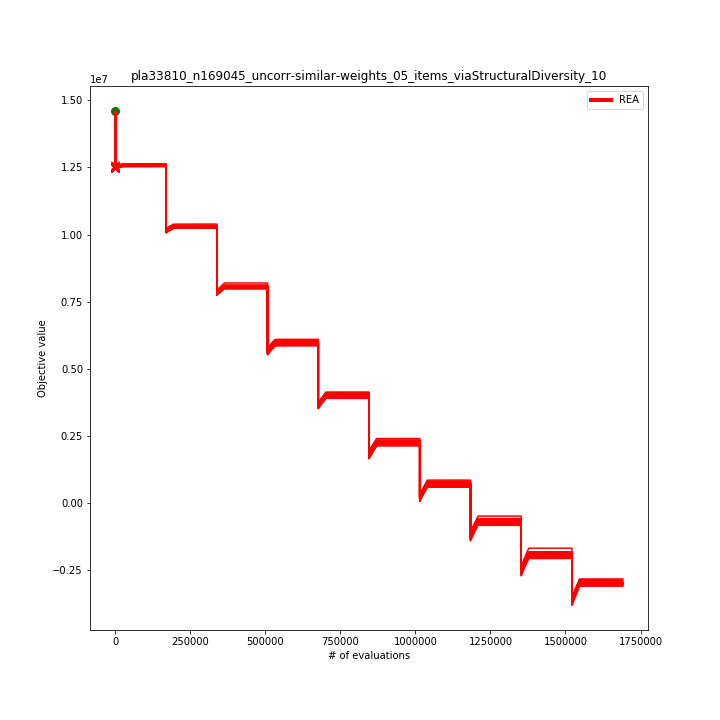 pla33810_n169045_uncorr-similar-weights_05_items_viaStructuralDiversity_10
1e7
REA
1.50
1.25
1.00
0.75
0.50
0.25
0.00
−0.25
Objective value
0 250000 500000 750000 1000000 1250000 1500000 1750000
# of evaluations